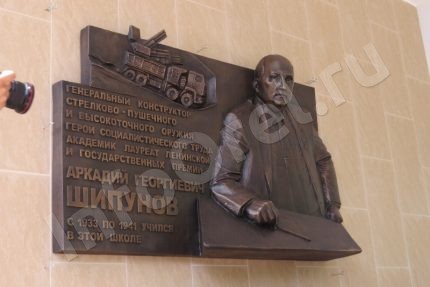 ГЕНЕРАЛЬНЫЙ КОНСТРУКТОР
СТРЕЛКОВО-ПУШЕЧНОГО
И ВЫСОКОТОЧНОГО ОРУЖИЯ
ГЕРОЙ СОЦИАЛИСТИЧЕСКОГО ТРУДА
АКАДЕМИК ЛАУРЕАТ ЛЕНИНСКОЙ
И ГОСУДАРСТВЕННЫХ ПРЕМИЙ
АРКАДИЙ ГЕОРГИЕВИЧ
ШИПУНОВ
С 1933 ПО 1941 УЧИЛСЯ
В ЭТОЙ ШКОЛЕ